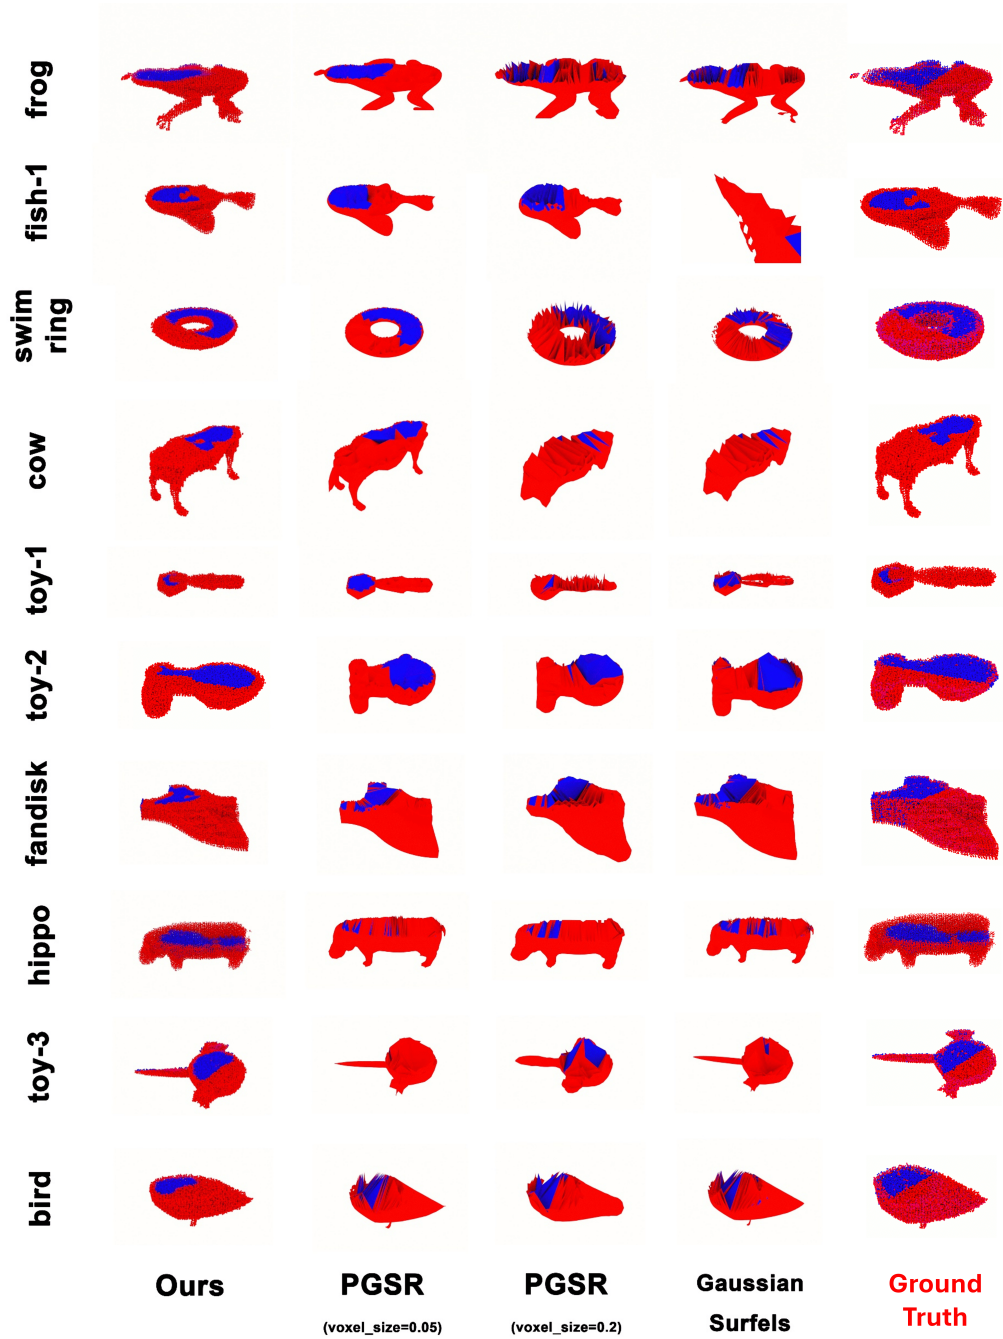 frog
fish-1
swim
ring
cow
toy-1
toy-2
fandisk
hippo
toy-3
bird
Ours
PGSR
(voxel_size=0.05)
PGSR
(voxel_size=0.2)
Gaussian
Surfels
Ground
Truth